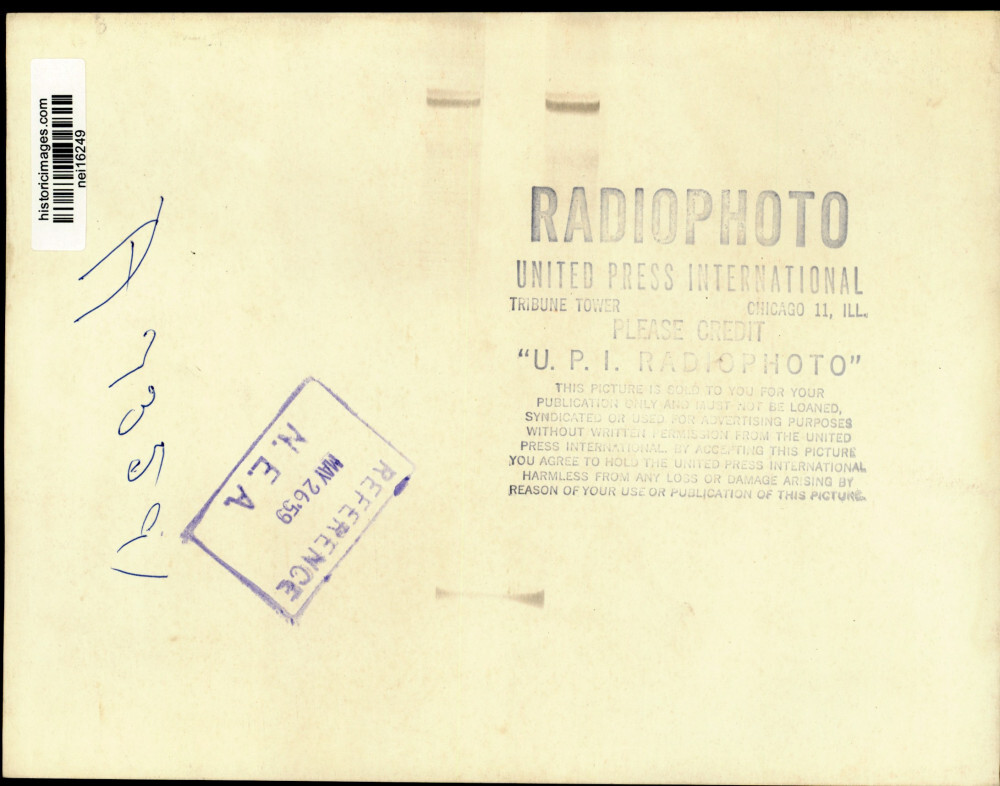 historicimages.com
nei16249
RADIOPHOTO
UNITED PRESS INTERNATIONAL
TRIBUNE TOWER CHICAGO 11, ILL.
PLEASE CREDIT
“U. P. I. RADIOPHOTO”
THIS PICTURE IS SOLD TO YOU FOR YOUR
PUBLICATION ONLY AND MUST NOT BE LOANED,
SYNDICATED OR USED FOR ADVERTISING PURPOSES
WITHOUT WRITTEN PERMISSION FROM THE UNITED
PRESS INTERNATIONAL. BY ACCEPTING THIS PICTURE
YOU AGREE TO HOLD THE UNITED PRESS INTERNATIONAL
HARMLESS FROM ANY LOSS OR DAMAGE ARISING BY
REASON OF YOUR USE OR PUBLICATION OF THIS PICTURE.
REFERENCE
MAY 26 '59
N. E. A